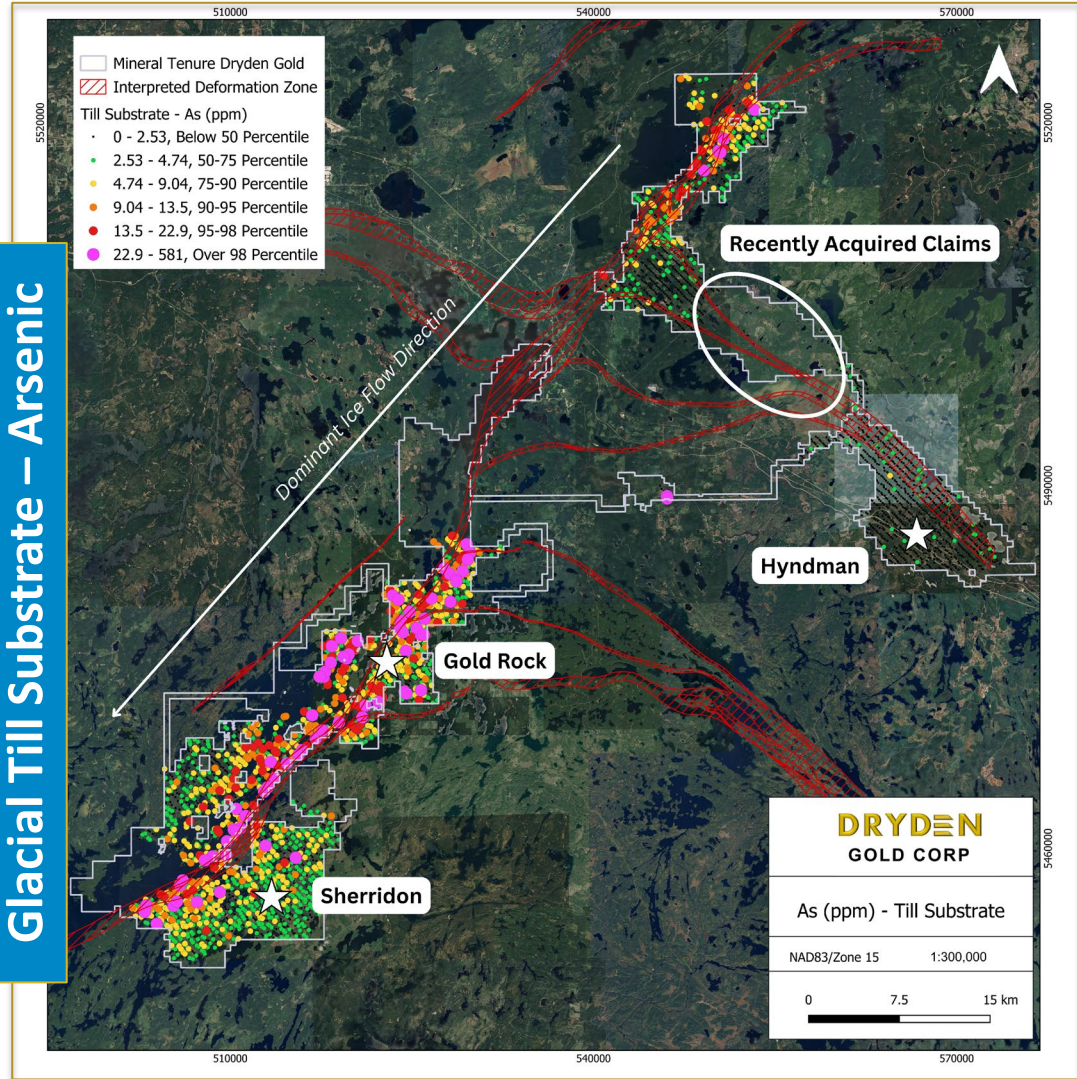 Glacial Till Substrate – Arsenic
510000
540000
570000
5520000
5520000
5490000
5460000
Mineral Tenure Dryden Gold
Interpreted Deformation Zone
Till Substrate - As (ppm)
0 - 2.53, Below 50 Percentile
2.53 - 4.74, 50-75 Percentile
4.74 - 9.04, 75-90 Percentile
9.04 - 13.5, 90-95 Percentile
13.5 - 22.9, 95-98 Percentile
22.9 - 581, Over 98 Percentile
Recently Acquired Claims
Dominant Ice Flow Direction
Hyndman
Gold Rock
Sherridon
DRYDEN
GOLD CORP
As (ppm) - Till Substrate
NAD83/Zone 15 1:300,000
0 7.5 15 km
510000
540000
570000